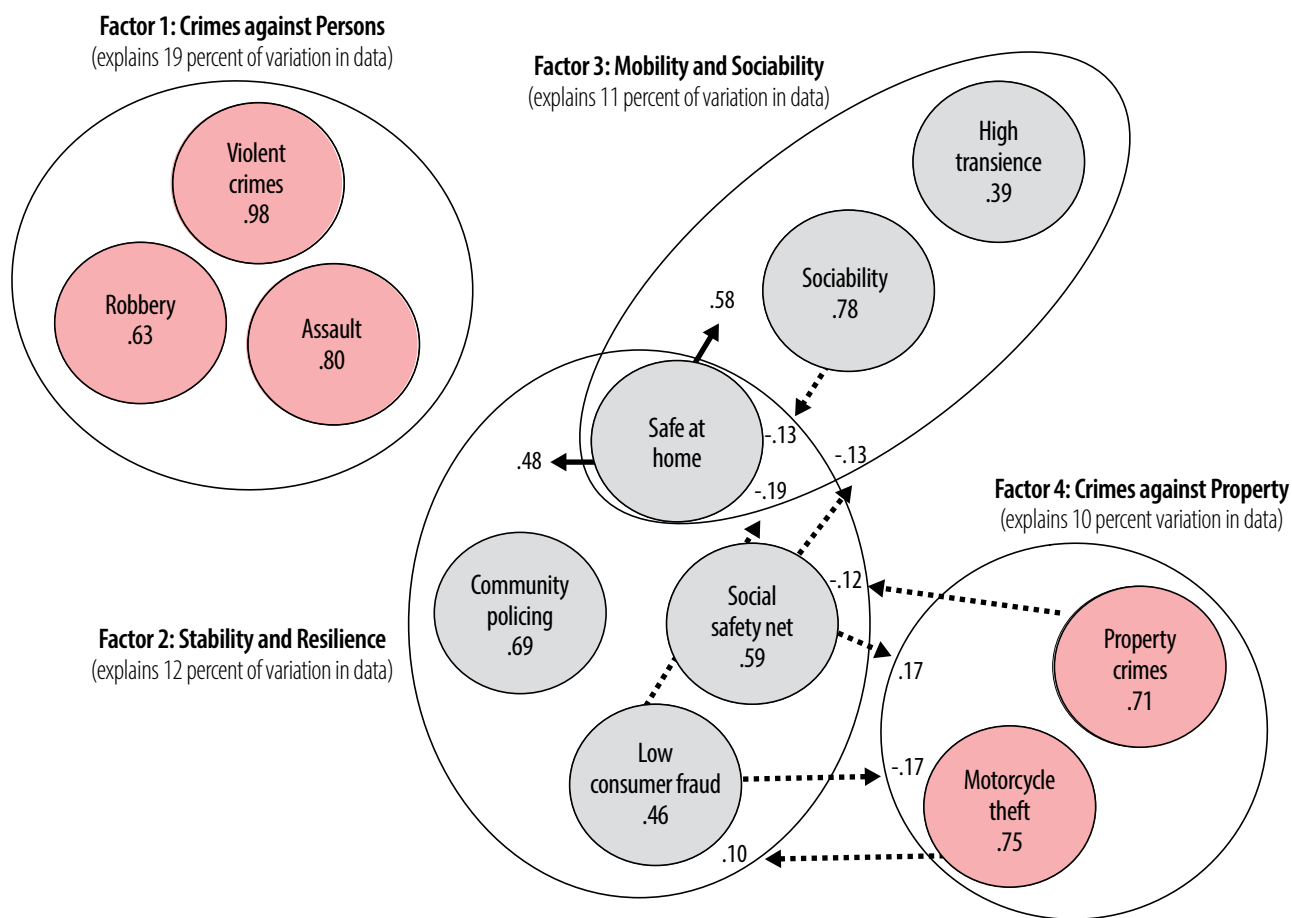 Factor 1: Crimes against Persons
(explains 19 percent of variation in data)
Violent
crimes
.98
Robbery
.63
Assault
.80
Factor 3: Mobility and Sociability
(explains 11 percent of variation in data)
High
transience
.39
Sociability
.78
.58
Safe at
home
.48
-.13
-.13
-.19
Factor 2: Stability and Resilience
(explains 12 percent of variation in data)
Community
policing
.69
Social
safety net
.59
-.12
.17
Low
consumer fraud
.46
-.17
.10
Factor 4: Crimes against Property
(explains 10 percent variation in data)
Property
crimes
.71
Motorcycle
theft
.75